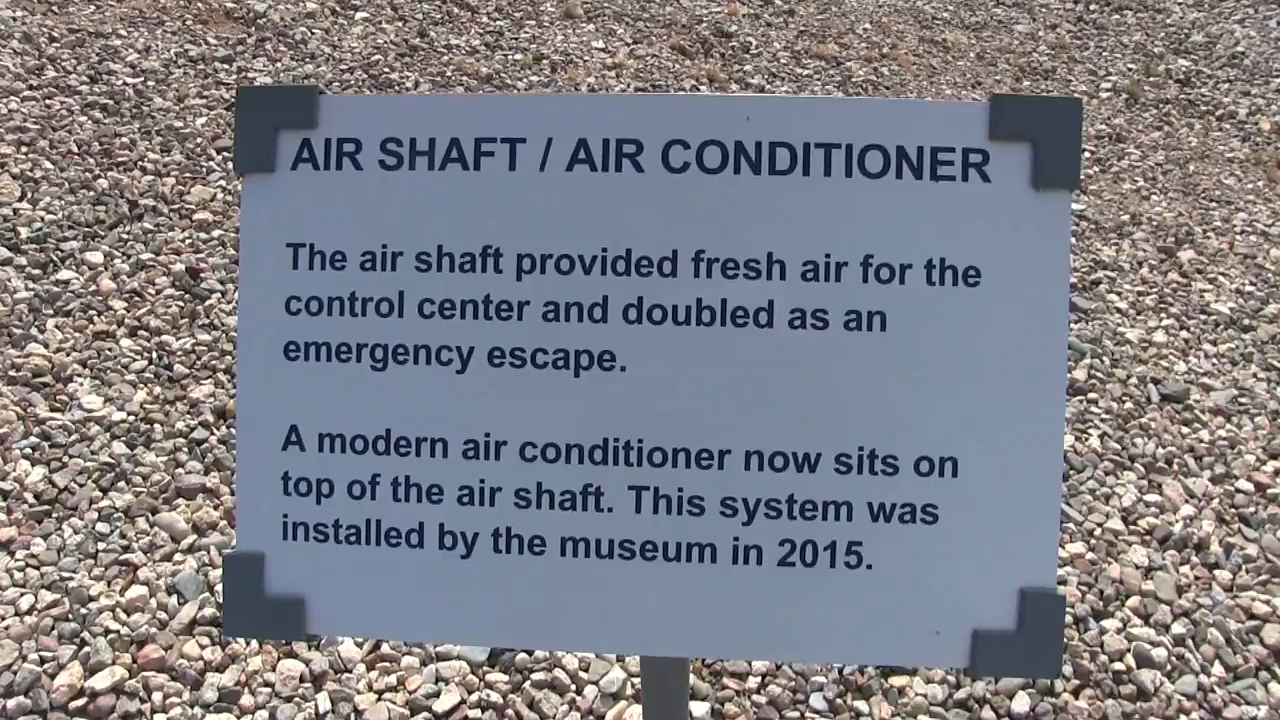 AIR SHAFT / AIR CONDITIONER
The air shaft provided fresh air for the
control center and doubled as an
emergency escape.
A modern air conditioner now sits on
top of the air shaft. This system was
installed by the museum in 2015.